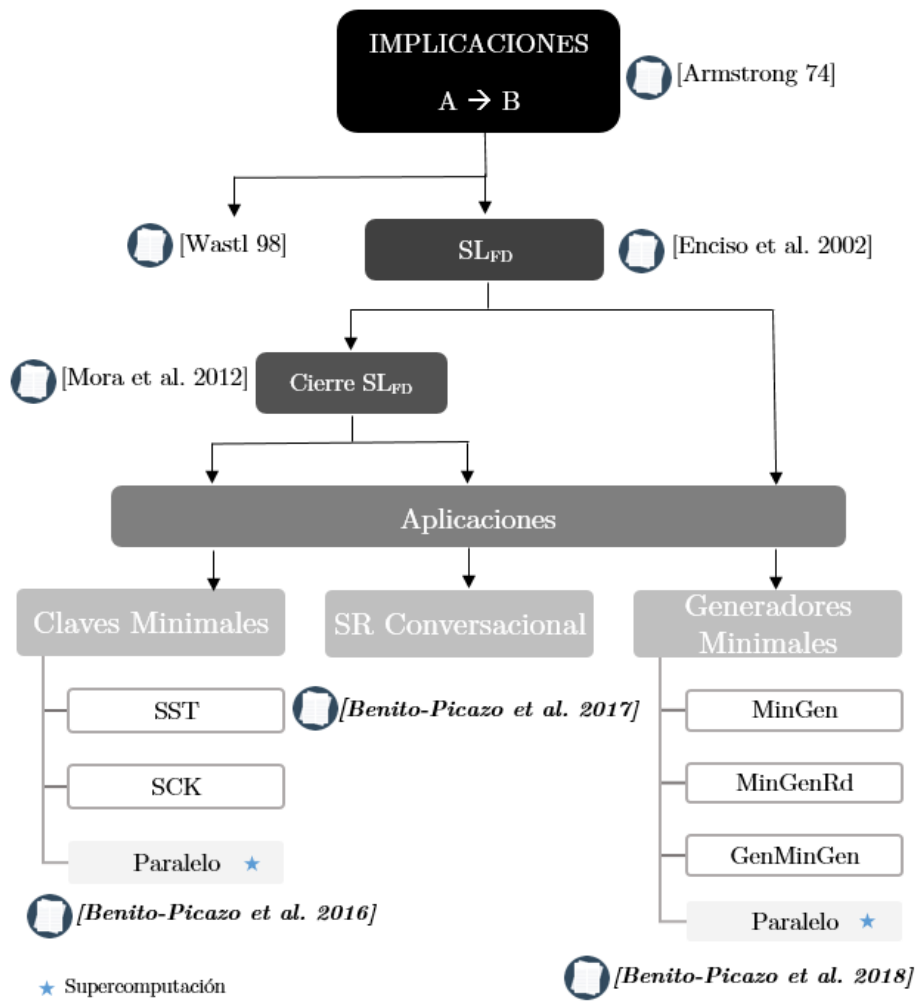 IMPLICACIONES
A → B
[Armstrong 74]
[Wastl 98]
SL_FD
[Enciso et al. 2002]
[Mora et al. 2012]
Cierre SL_FD
Aplicaciones
Claves Minimales
SR Conversacional
Generadores
Minimales
SST
[Benito-Picazo et al. 2017]
MinGen
SCK
MinGenRd
Paralelo
GenMinGen
[Benito-Picazo et al. 2016]
Paralelo
Supercomputación
[Benito-Picazo et al. 2018]